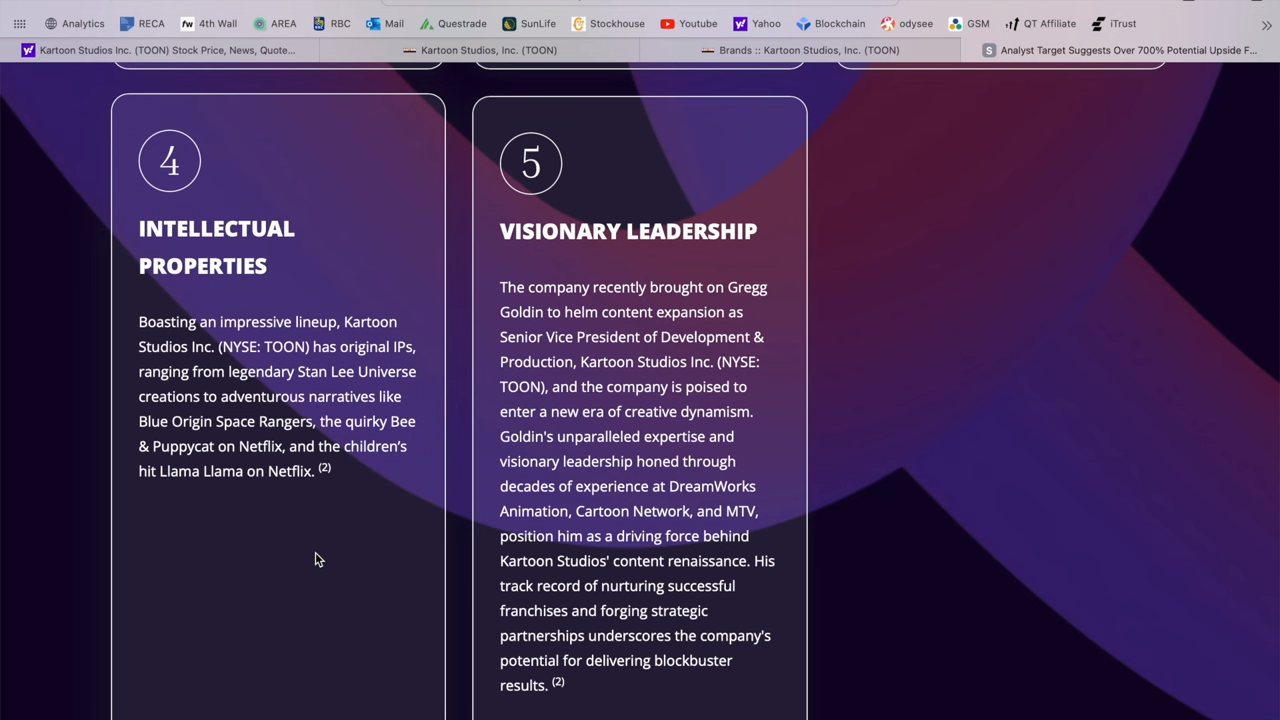 Analytics RECA 4th Wall AREA RBC Mail Questrade SunLife Stockhouse Youtube Yahoo Blockchain odysee GSM QT Affiliate iTrust
Kartoon Studios Inc. (TOON) Stock Price, News, Quote... Kartoon Studios, Inc. (TOON) Brands :: Kartoon Studios, Inc. (TOON) S Analyst Target Suggests Over 700% Potential Upside F...
4
INTELLECTUAL
PROPERTIES
Boasting an impressive lineup, Kartoon
Studios Inc. (NYSE: TOON) has original IPs,
ranging from legendary Stan Lee Universe
creations to adventurous narratives like
Blue Origin Space Rangers, the quirky Bee
& Puppycat on Netflix, and the children's
hit Llama Llama on Netflix. (2)
5
VISIONARY LEADERSHIP
The company recently brought on Gregg
Goldin to helm content expansion as
Senior Vice President of Development &
Production, Kartoon Studios Inc. (NYSE:
TOON), and the company is poised to
enter a new era of creative dynamism.
Goldin's unparalleled expertise and
visionary leadership honed through
decades of experience at DreamWorks
Animation, Cartoon Network, and MTV,
position him as a driving force behind
Kartoon Studios' content renaissance. His
track record of nurturing successful
franchises and forging strategic
partnerships underscores the company's
potential for delivering blockbuster
results. (2)